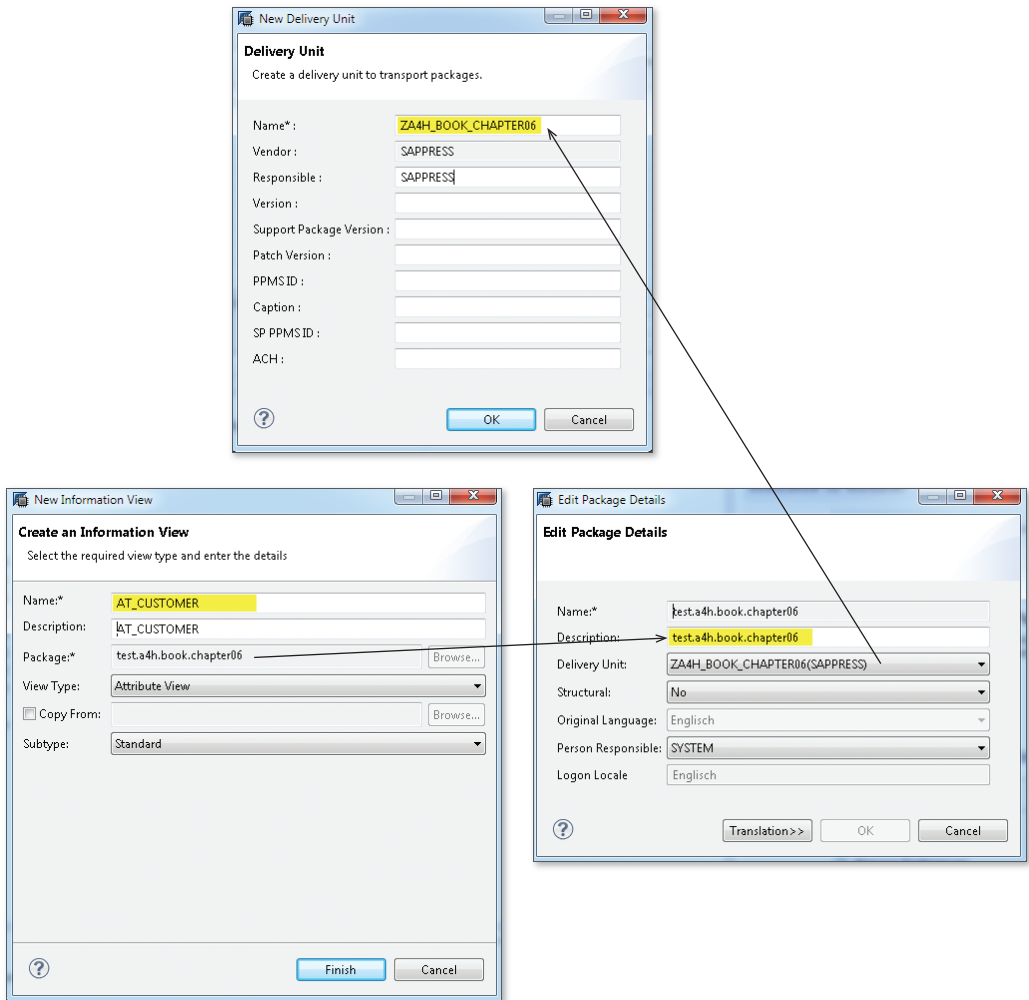 New Delivery Unit
Delivery Unit
Create a delivery unit to transport packages.
Name* : ZA4H_BOOK_CHAPTER06
Vendor : SAPPRESS
Responsible : SAPPRESS
Version :
Support Package Version :
Patch Version :
PPMS ID :
Caption :
SP PPMS ID :
ACH :
? OK Cancel
New Information View
Create an Information View
Select the required view type and enter the details
Name:* AT_CUSTOMER
Description: AT_CUSTOMER
Package:* test.a4h.book.chapter06 Browse...
View Type: Attribute View
Copy From: Browse...
Subtype: Standard
? Finish Cancel
Edit Package Details
Edit Package Details
Name:* test.a4h.book.chapter06
Description: test.a4h.book.chapter06
Delivery Unit: ZA4H_BOOK_CHAPTER06(SAPPRESS)
Structural: No
Original Language: Englisch
Person Responsible: SYSTEM
Logon Locale Englisch
? Translation>> OK Cancel